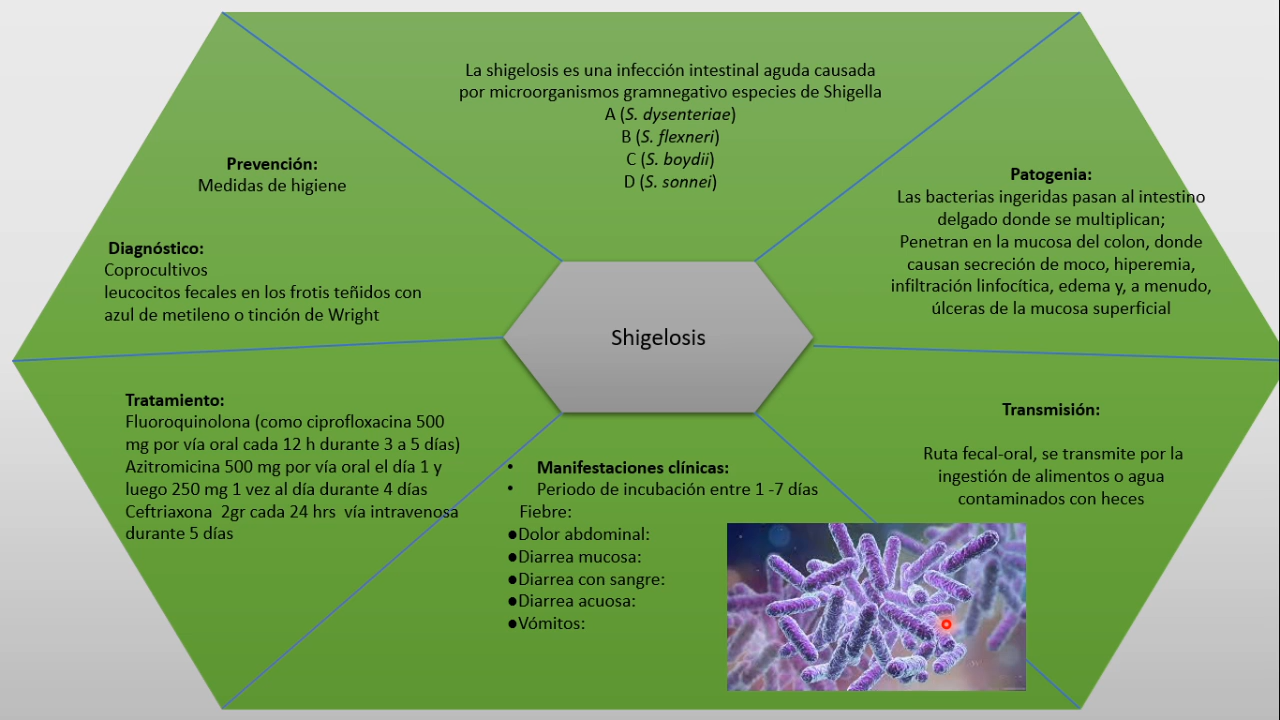 La shigelosis es una infección intestinal aguda causada
por microorganismos gramnegativo especies de Shigella
A (S. dysenteriae)
B (S. flexneri)
C (S. boydii)
D (S. sonnei)
Prevención:
Medidas de higiene
Diagnóstico:
Coprocultivos
leucocitos fecales en los frotis teñidos con
azul de metileno o tinción de Wright
Patogenia:
Las bacterias ingeridas pasan al intestino
delgado donde se multiplican;
Penetran en la mucosa del colon, donde
causan secreción de moco, hiperemia,
infiltración linfocítica, edema y, a menudo,
úlceras de la mucosa superficial
Shigelosis
Tratamiento:
Fluoroquinolona (como ciprofloxacina 500
mg por vía oral cada 12 h durante 3 a 5 días)
Azitromicina 500 mg por vía oral el día 1 y
luego 250 mg 1 vez al día durante 4 días
Ceftriaxona 2gr cada 24 hrs vía intravenosa
durante 5 días
• Manifestaciones clínicas:
• Periodo de incubación entre 1 -7 días
Fiebre:
●Dolor abdominal:
●Diarrea mucosa:
●Diarrea con sangre:
●Diarrea acuosa:
●Vómitos:
Transmisión:
Ruta fecal-oral, se transmite por la
ingestión de alimentos o agua
contaminados con heces